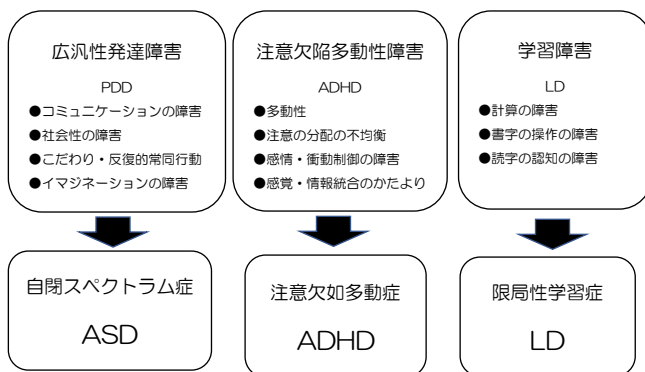 広汎性発達障害
PDD
●コミュニケーションの障害
●社会性の障害
●こだわり・反復的常同行動
●イマジネーションの障害
注意欠陥多動性障害
ADHD
●多動性
●注意の分配の不均衡
●感情・衝動制御の障害
●感覚・情報統合のかたより
学習障害
LD
●計算の障害
●書字の操作の障害
●読字の認知の障害
自閉スペクトラム症
ASD
注意欠如多動症
ADHD
限局性学習症
LD